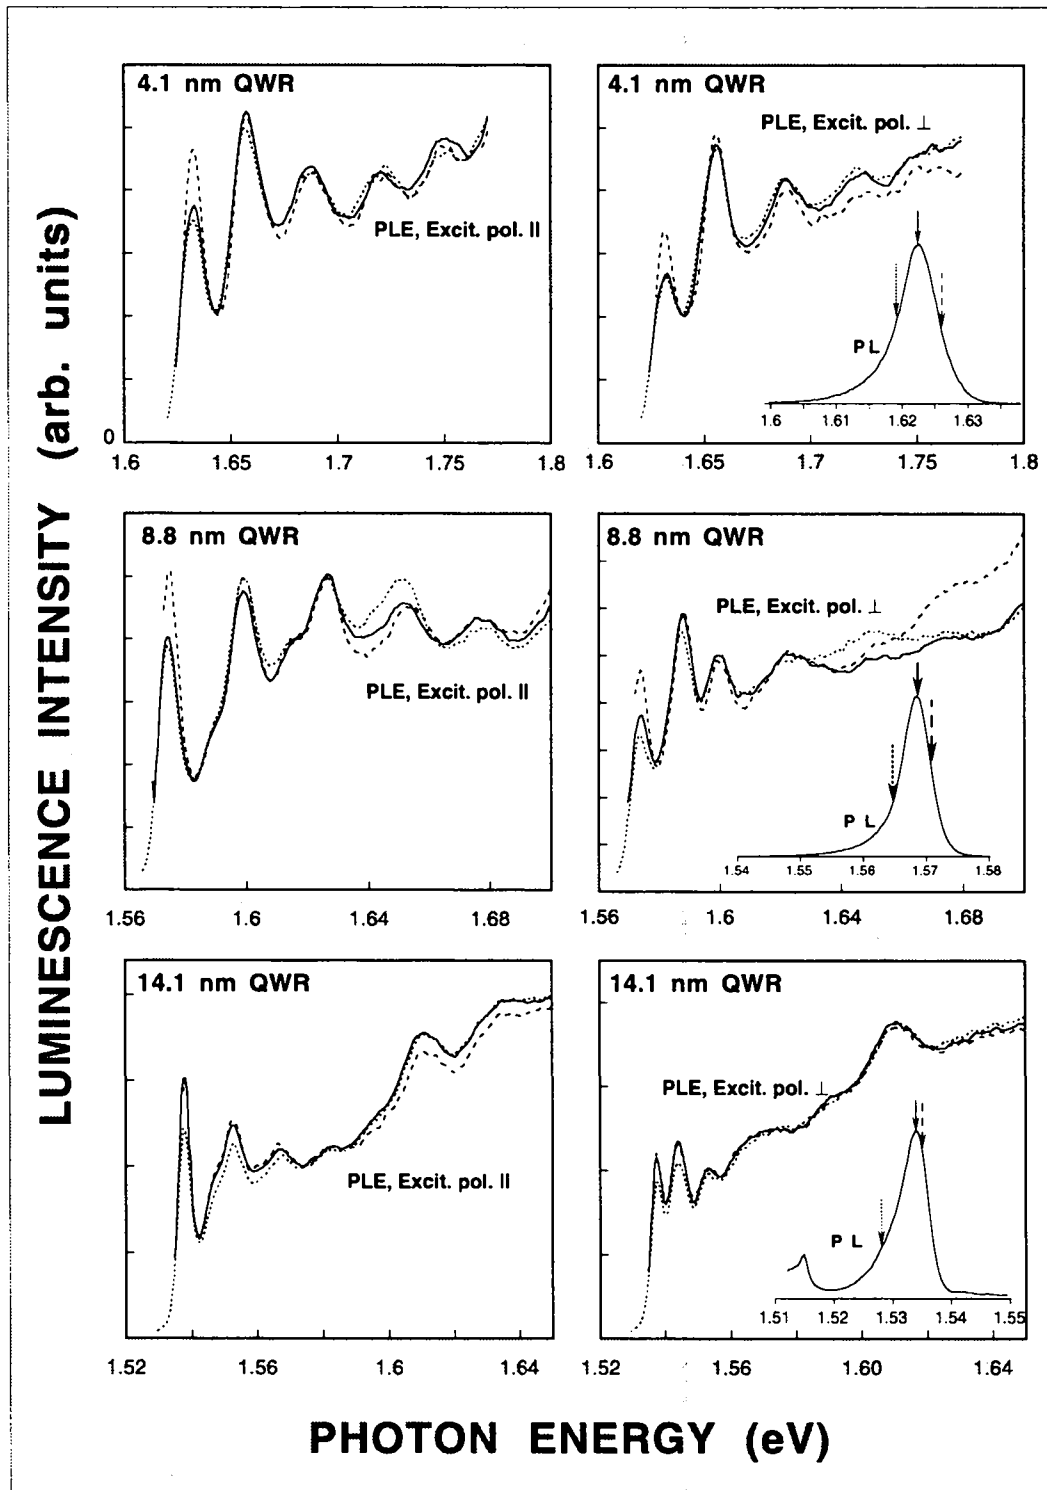 LUMINESCENCE INTENSITY (arb. units)
4.1 nm QWR
PLE, Excit. pol. II
0
1.6 1.65 1.7 1.75 1.8
4.1 nm QWR
PLE, Excit. pol. ⊥
PL
1.6 1.61 1.62 1.63
1.6 1.65 1.7 1.75 1.8
8.8 nm QWR
PLE, Excit. pol. II
1.56 1.6 1.64 1.68
8.8 nm QWR
PLE, Excit. pol. ⊥
P L
1.54 1.55 1.56 1.57 1.58
1.56 1.6 1.64 1.68
14.1 nm QWR
PLE, Excit. pol. II
1.52 1.56 1.6 1.64
14.1 nm QWR
PLE, Excit. pol. ⊥
P L
1.51 1.52 1.53 1.54 1.55
1.52 1.56 1.60 1.64
PHOTON ENERGY (eV)